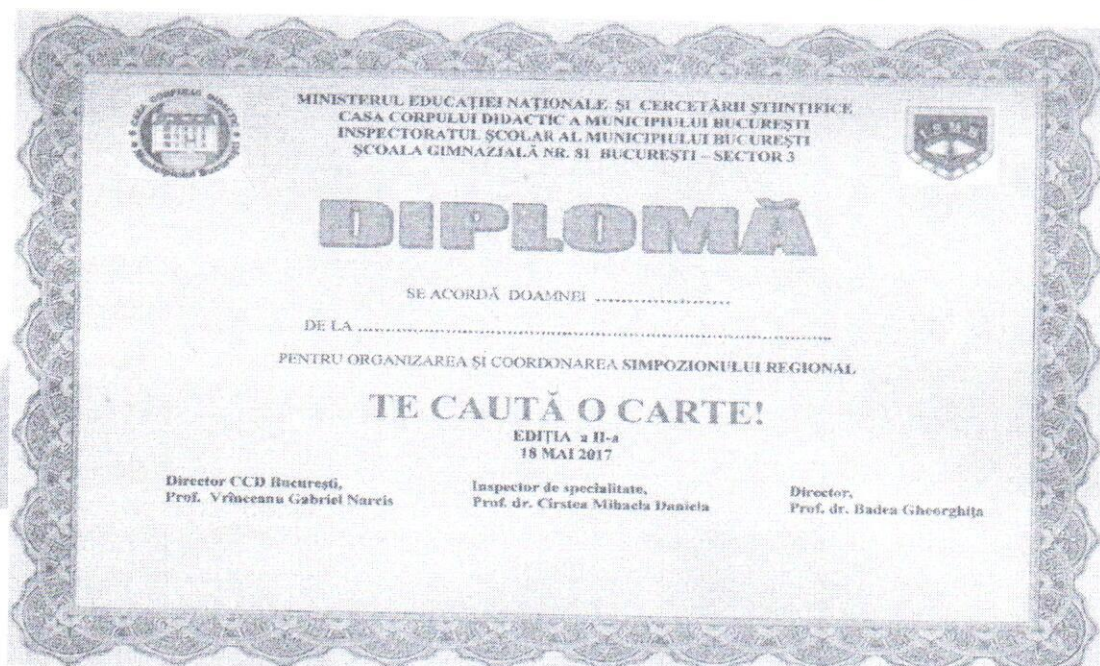 MINISTERUL EDUCAȚIEI NAȚIONALE ȘI CERCETĂRII ȘTIINȚIFICE
CASA CORPULUI DIDACTIC A MUNICIPIULUI BUCUREȘTI
INSPECTORATUL ȘCOLAR AL MUNICIPIULUI BUCUREȘTI
ȘCOALA GIMNAZIALĂ NR. 81 BUCUREȘTI – SECTOR 3
CASA CORPULUI DIDACTIC
I S M B
DIPLOMĂ
SE ACORDĂ DOAMNEI ........................
DE LA ....................................................................................
PENTRU ORGANIZAREA ȘI COORDONAREA SIMPOZIONULUI REGIONAL
TE CAUTĂ O CARTE!
EDIȚIA a II-a
18 MAI 2017
Director CCD București,
Prof. Vrînceanu Gabriel Narcis
Inspector de specialitate,
Prof. dr. Cîrstea Mihaela Daniela
Director,
Prof. dr. Badea Gheorghița